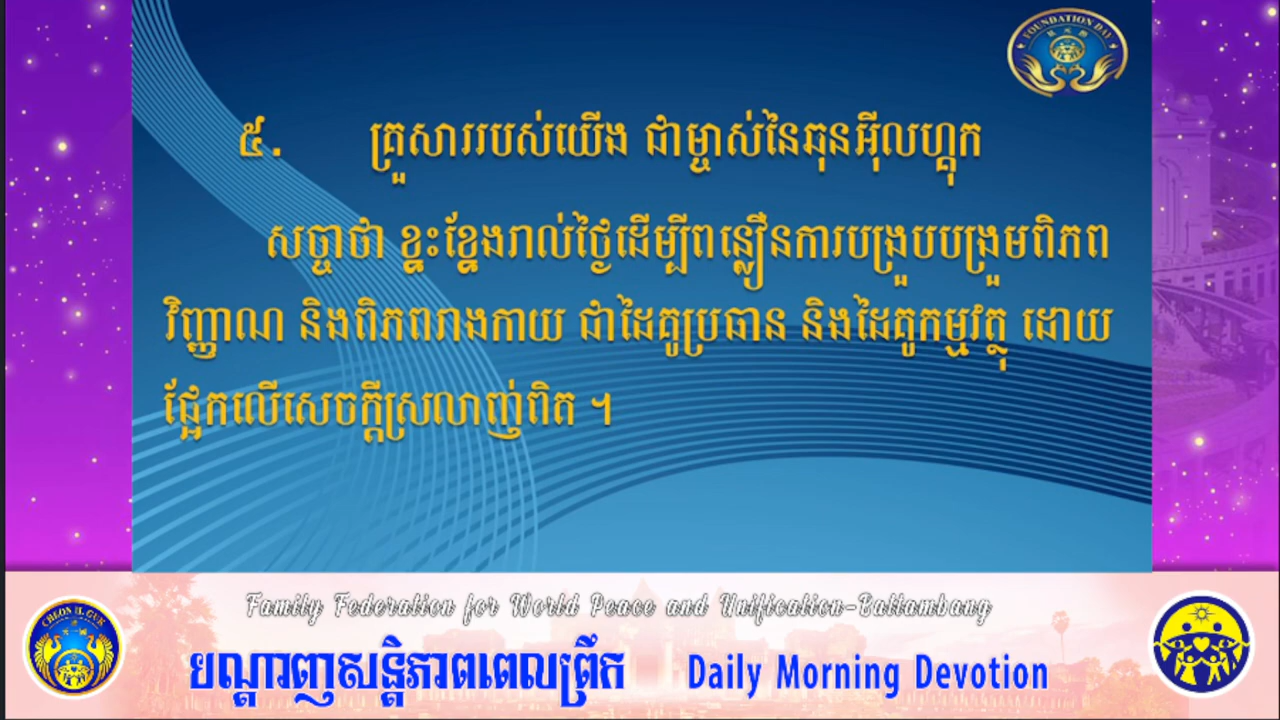 FOUNDATION DAY
៥. គ្រួសាររបស់យើង ជាម្ចាស់នៃឆុនអ៊ីលហ្គុក
សច្ចាថា ខ្នះខ្នែងរាល់ថ្ងៃដើម្បីពន្លឿនការបង្រួបបង្រួមពិភព
វិញ្ញាណ និងពិភពរាងកាយ ជាដៃគូប្រធាន និងដៃគូកម្មវត្ថុ ដោយ
ផ្អែកលើសេចក្ដីស្រលាញ់ពិត ។
CHEON IL GUK
Family Federation for World Peace and Unification-Battambang
បណ្ដាញសន្តិភាពពេលព្រឹក Daily Morning Devotion